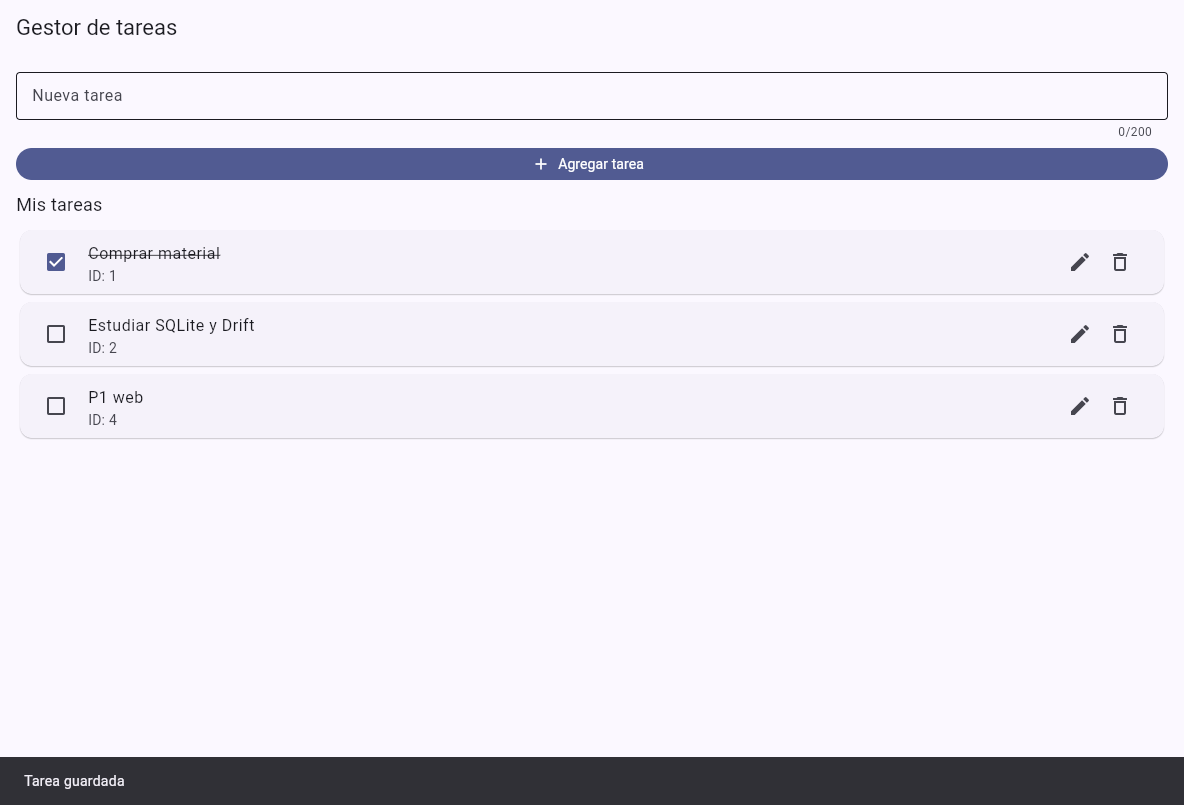 Gestor de tareas
Nueva tarea
0/200
Agregar tarea
Mis tareas
Comprar material
ID: 1
Estudiar SQLite y Drift
ID: 2
P1 web
ID: 4
Tarea guardada